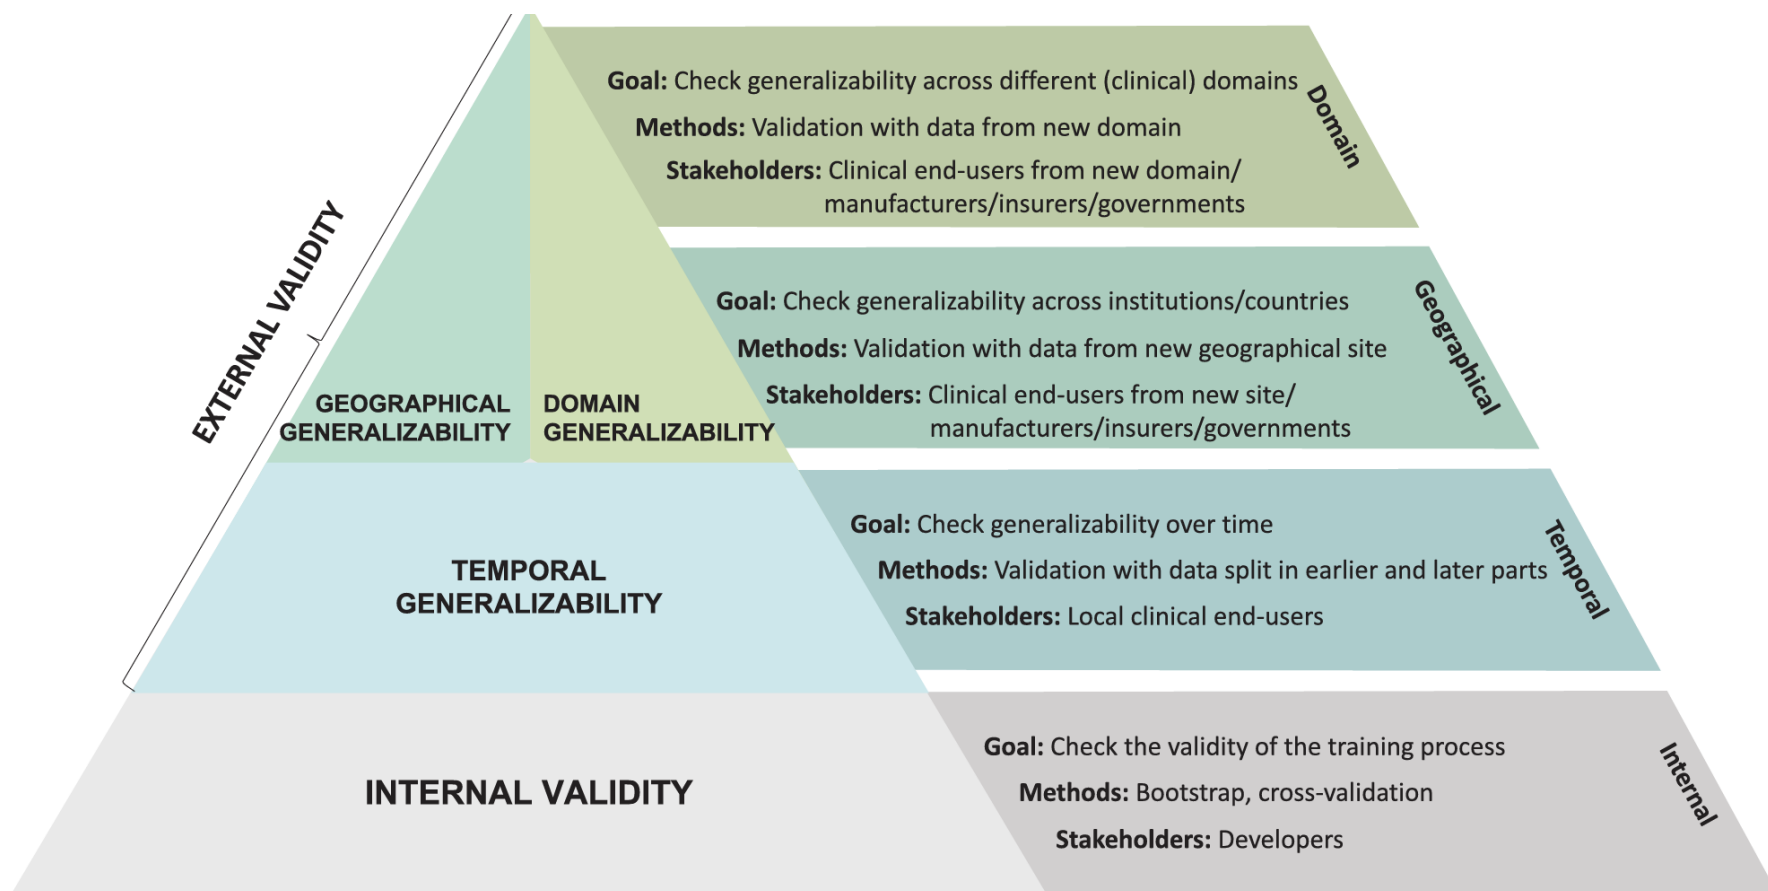 EXTERNAL VALIDITY
GEOGRAPHICAL
GENERALIZABILITY
DOMAIN
GENERALIZABILITY
TEMPORAL
GENERALIZABILITY
INTERNAL VALIDITY
Goal: Check generalizability across different (clinical) domains
Methods: Validation with data from new domain
Stakeholders: Clinical end-users from new domain/
manufacturers/insurers/governments
Domain
Goal: Check generalizability across institutions/countries
Methods: Validation with data from new geographical site
Stakeholders: Clinical end-users from new site/
manufacturers/insurers/governments
Geographical
Goal: Check generalizability over time
Methods: Validation with data split in earlier and later parts
Stakeholders: Local clinical end-users
Temporal
Goal: Check the validity of the training process
Methods: Bootstrap, cross-validation
Stakeholders: Developers
Internal